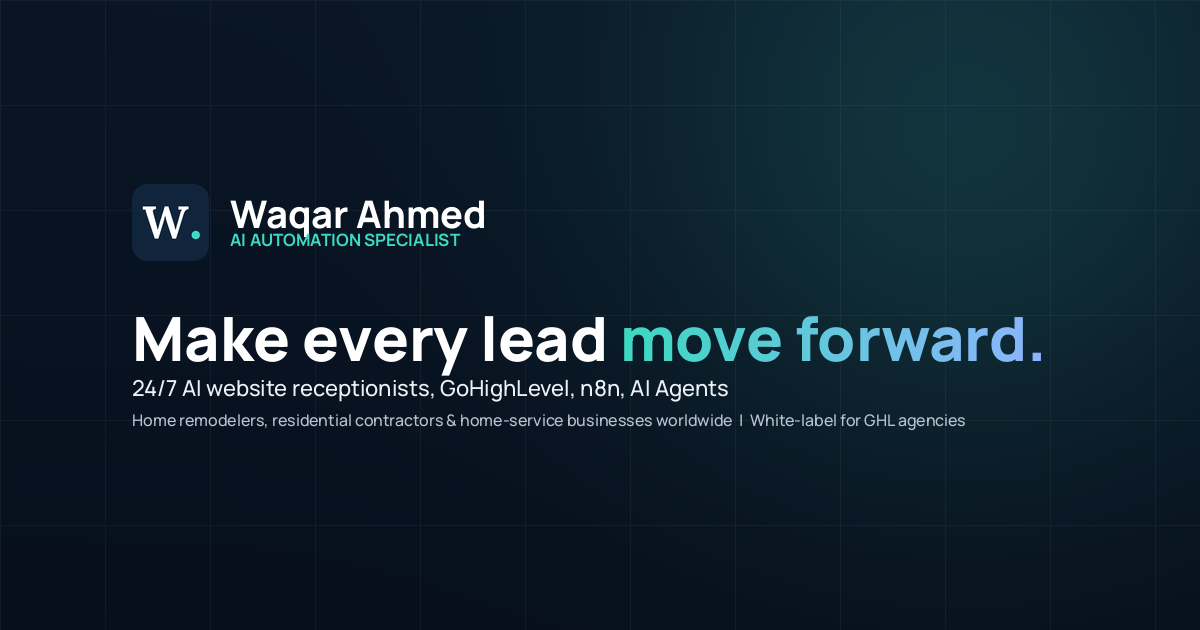 W.
Waqar Ahmed
AI AUTOMATION SPECIALIST
Make every lead move forward.
24/7 AI website receptionists, GoHighLevel, n8n, AI Agents
Home remodelers, residential contractors & home-service businesses worldwide | White-label for GHL agencies